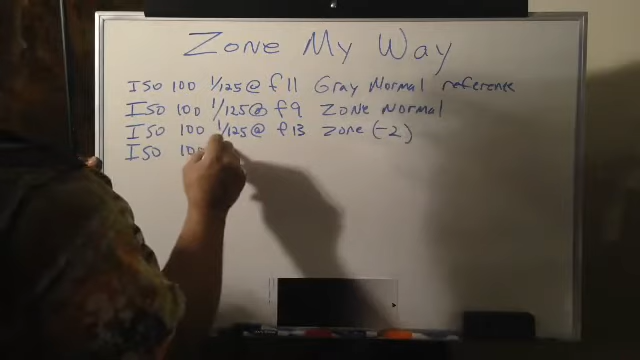 Zone My Way
ISO 100 1/125@ f11 Gray Normal reference
ISO 100 1/125@ f9 Zone Normal
ISO 100 1/125@ f13 Zone (-2)
ISO 100